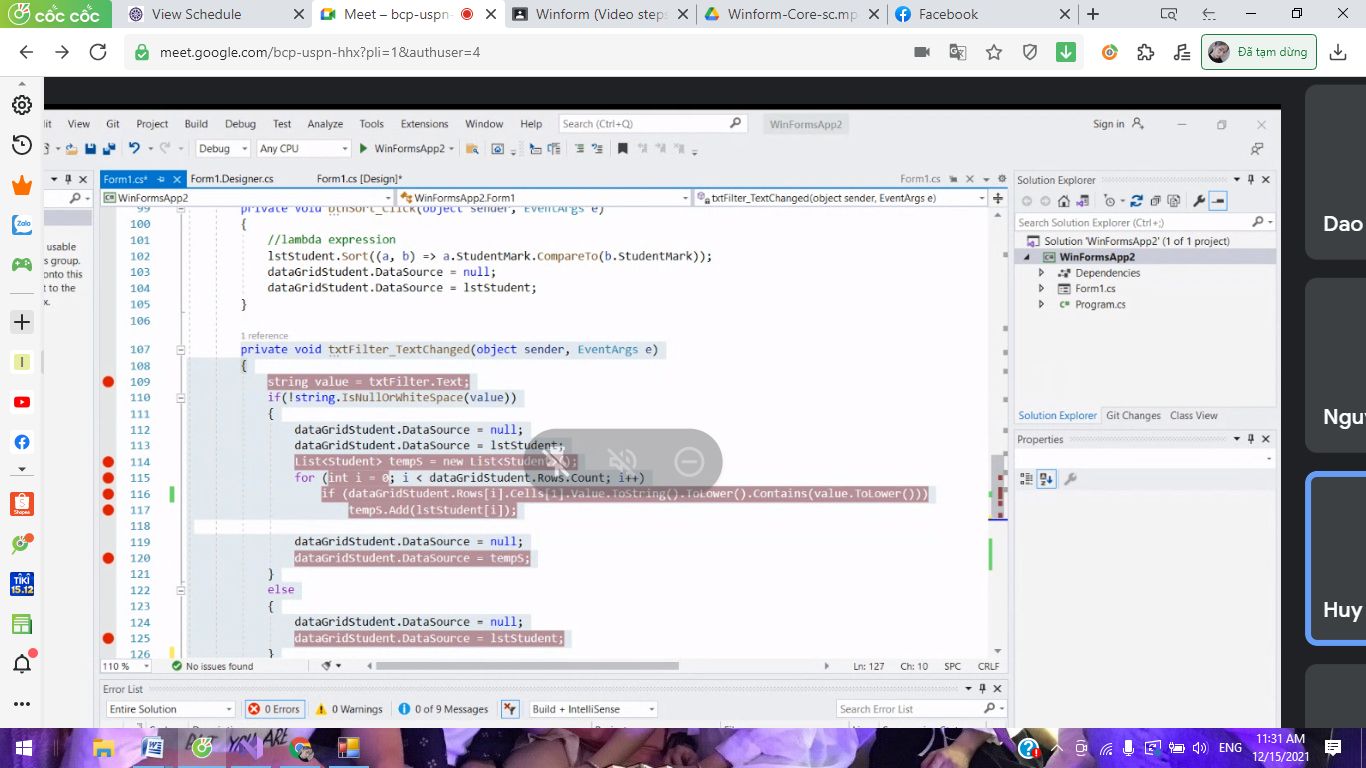 cốc cốc
View Schedule
Meet – bcp-uspn-
Winform (Video steps
Winform-Core-sc.mp
Facebook
meet.google.com/bcp-uspn-hhx?pli=1&authuser=4
Đã tạm dừng
it View Git Project Build Debug Test Analyze Tools Extensions Window Help Search (Ctrl+Q) WinFormsApp2 Sign in
Debug Any CPU WinFormsApp2
Form1.cs* Form1.Designer.cs Form1.cs [Design]* Form1.cs
WinFormsApp2 WinFormsApp2.Form1 txtFilter_TextChanged(object sender, EventArgs e)
usable
s group.
onto this
t to the
x.
99 private void btnSort_Click(object sender, EventArgs e)
100 {
101 //lambda expression
102 lstStudent.Sort((a, b) => a.StudentMark.CompareTo(b.StudentMark));
103 dataGridStudent.DataSource = null;
104 dataGridStudent.DataSource = lstStudent;
105 }
106
1 reference
107 private void txtFilter_TextChanged(object sender, EventArgs e)
108 {
109 string value = txtFilter.Text;
110 if(!string.IsNullOrWhiteSpace(value))
111 {
112 dataGridStudent.DataSource = null;
113 dataGridStudent.DataSource = lstStudent;
114 List<Student> tempS = new List<Student>();
115 for (int i = 0; i < dataGridStudent.Rows.Count; i++)
116 if (dataGridStudent.Rows[i].Cells[1].Value.ToString().ToLower().Contains(value.ToLower()))
117 tempS.Add(lstStudent[i]);
118
119 dataGridStudent.DataSource = null;
120 dataGridStudent.DataSource = tempS;
121 }
122 else
123 {
124 dataGridStudent.DataSource = null;
125 dataGridStudent.DataSource = lstStudent;
126 }
110 % No issues found Ln: 127 Ch: 10 SPC CRLF
Error List
Entire Solution 0 Errors 0 Warnings 0 of 9 Messages Build + IntelliSense Search Error List
Solution Explorer
Search Solution Explorer (Ctrl+;)
Solution 'WinFormsApp2' (1 of 1 project)
WinFormsApp2
Dependencies
Form1.cs
Program.cs
Solution Explorer Git Changes Class View
Properties
Dao
Ngu
Huy
Zalo
Shopee
TIKI
15.12
ENG
11:31 AM
12/15/2021